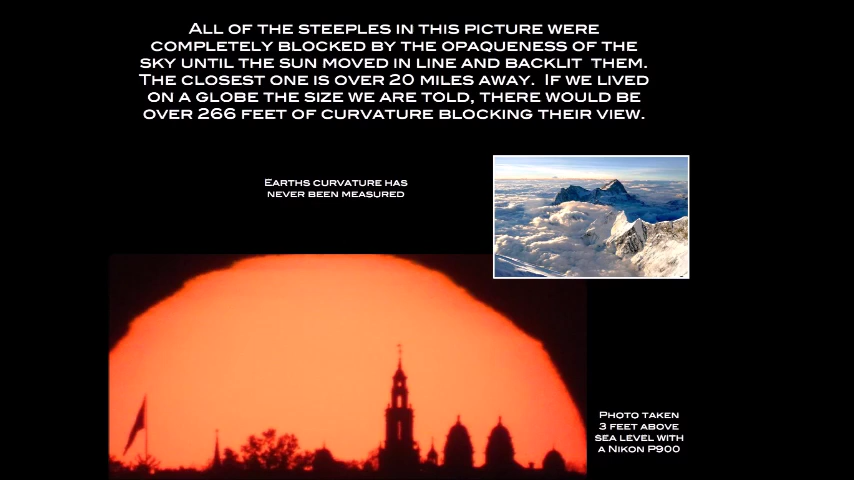 All of the steeples in this picture were
completely blocked by the opaqueness of the
sky until the sun moved in line and backlit them.
The closest one is over 20 miles away. If we lived
on a globe the size we are told, there would be
over 266 feet of curvature blocking their view.
Earths curvature has
never been measured
Photo taken
3 feet above
sea level with
a Nikon P900